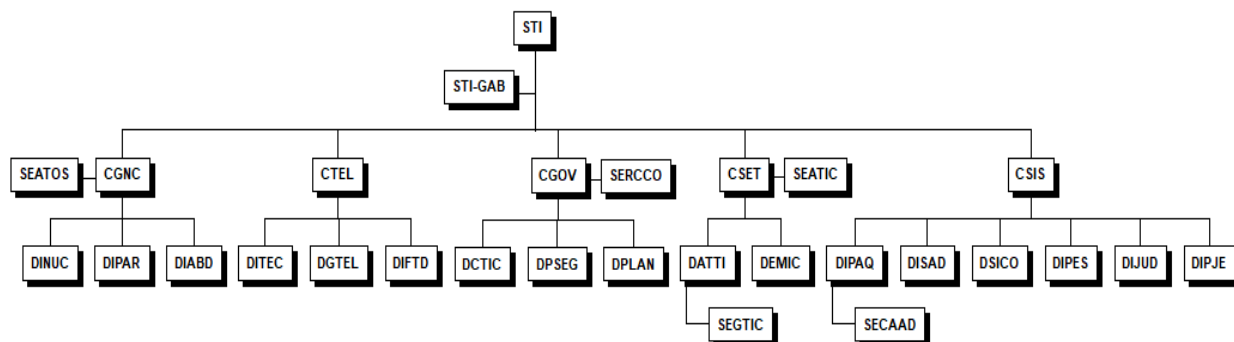 STI
STI-GAB
SEATOS CGNC CTEL CGOV SERCCO CSET SEATIC CSIS
DINUC DIPAR DIABD DITEC DGTEL DIFTD DCTIC DPSEG DPLAN DATTI DEMIC DIPAQ DISAD DSICO DIPES DIJUD DIPJE
SEGTIC SECAAD